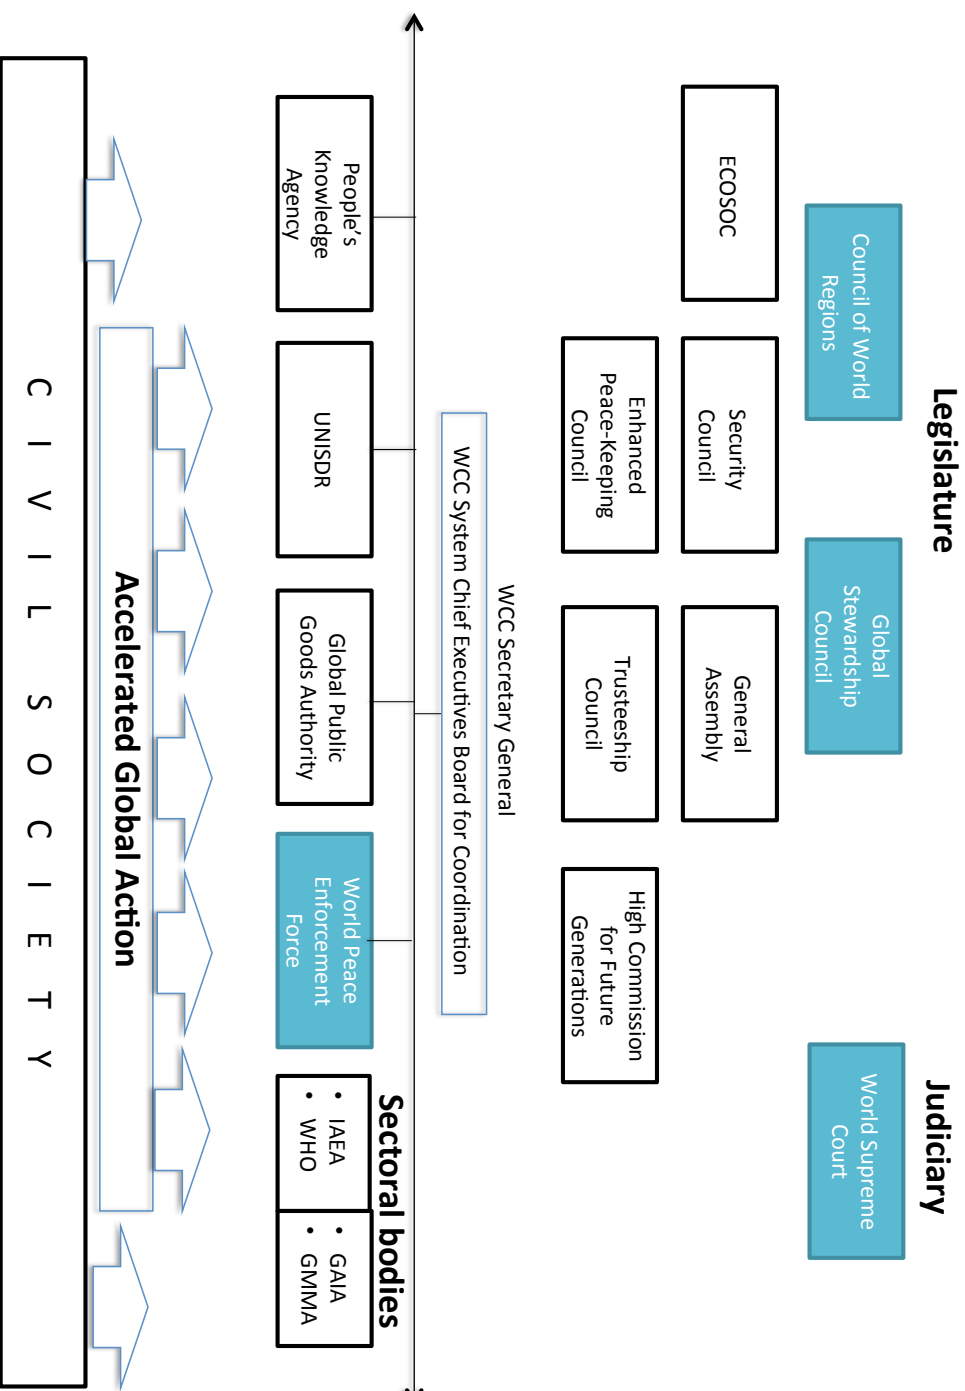 Legislature
Judiciary
Council of World
Regions
Global
Stewardship
Council
World Supreme
Court
ECOSOC
Security
Council
General
Assembly
Enhanced
Peace-Keeping
Council
Trusteeship
Council
High Commission
for Future
Generations
WCC Secretary General
WCC System Chief Executives Board for Coordination
Sectoral bodies
People's
Knowledge
Agency
UNISDR
Global Public
Goods Authority
World Peace
Enforcement
Force
• IAEA
• WHO
• GAIA
• GMMA
Accelerated Global Action
C I V I L S O C I E T Y